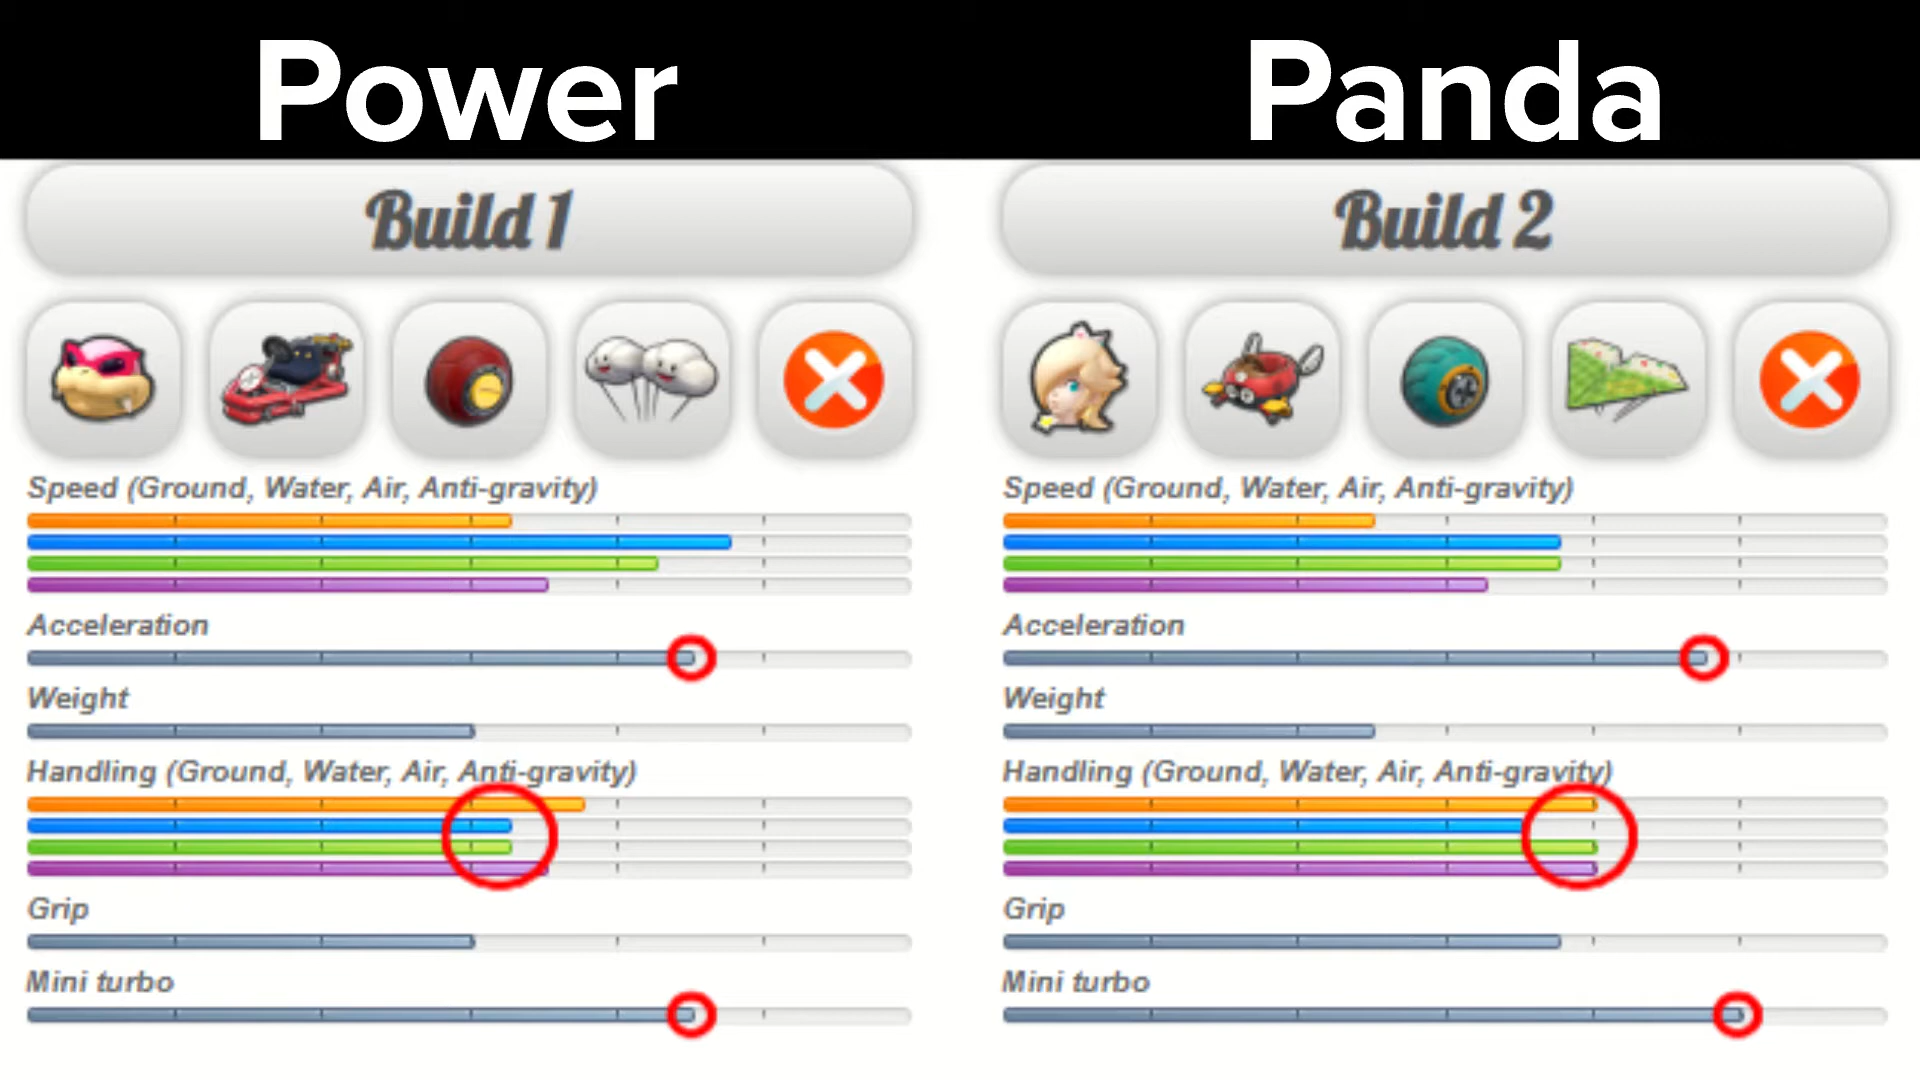 Power
Panda
Build 1
Speed (Ground, Water, Air, Anti-gravity)
Acceleration
Weight
Handling (Ground, Water, Air, Anti-gravity)
Grip
Mini turbo
Build 2
Speed (Ground, Water, Air, Anti-gravity)
Acceleration
Weight
Handling (Ground, Water, Air, Anti-gravity)
Grip
Mini turbo